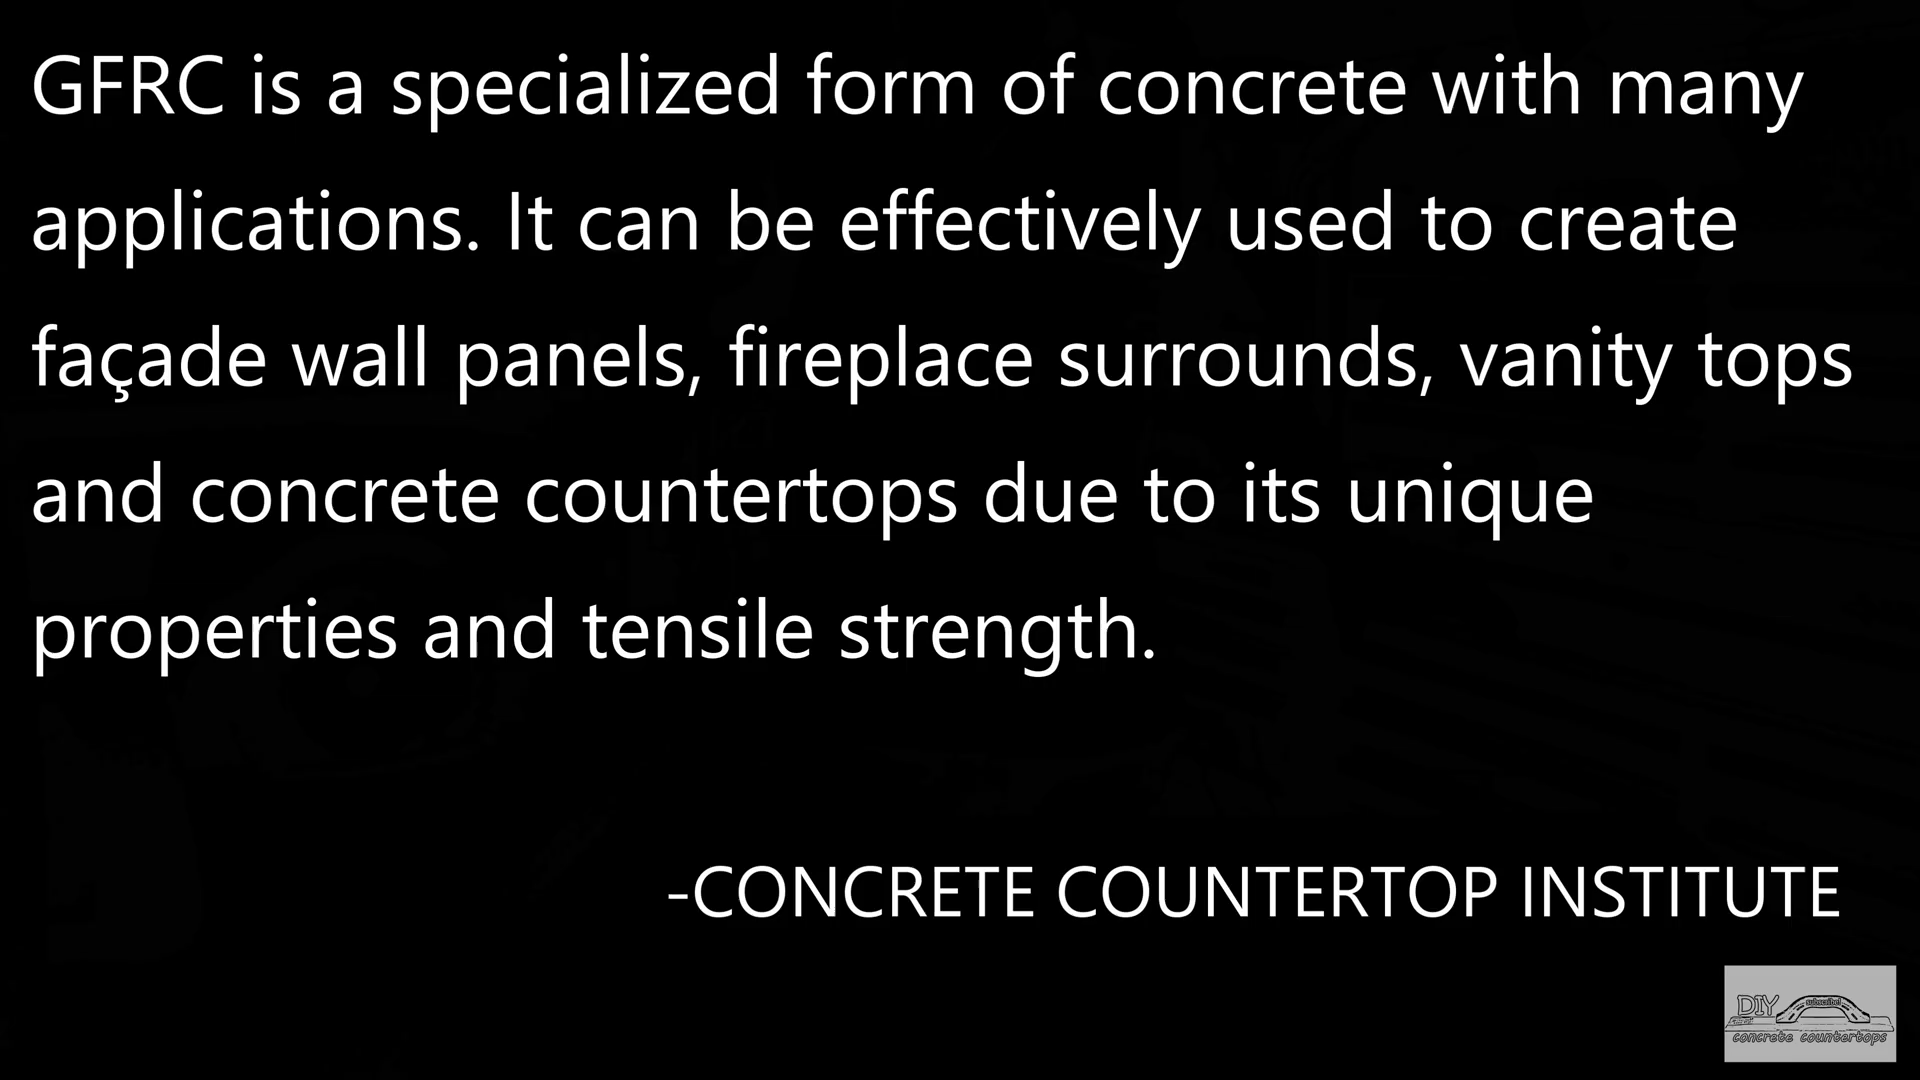 GFRC is a specialized form of concrete with many
applications. It can be effectively used to create
façade wall panels, fireplace surrounds, vanity tops
and concrete countertops due to its unique
properties and tensile strength.
-CONCRETE COUNTERTOP INSTITUTE
DIY
subscribe!
concrete countertops